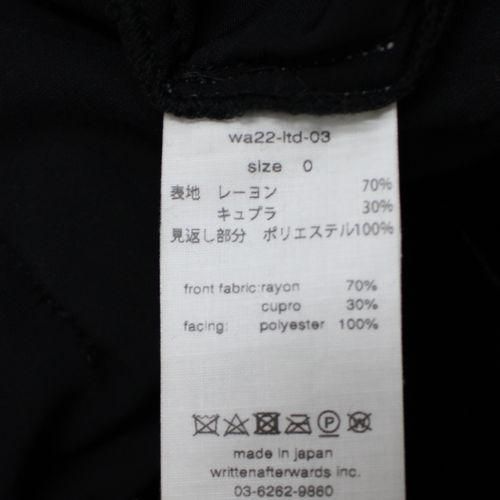 wa22-ltd-03
size 0
表地 レーヨン 70%
キュプラ 30%
見返し部分 ポリエステル100%
front fabric:rayon 70%
cupro 30%
facing: polyester 100%
P W
made in japan
writtenafterwards inc.
03-6262-9860